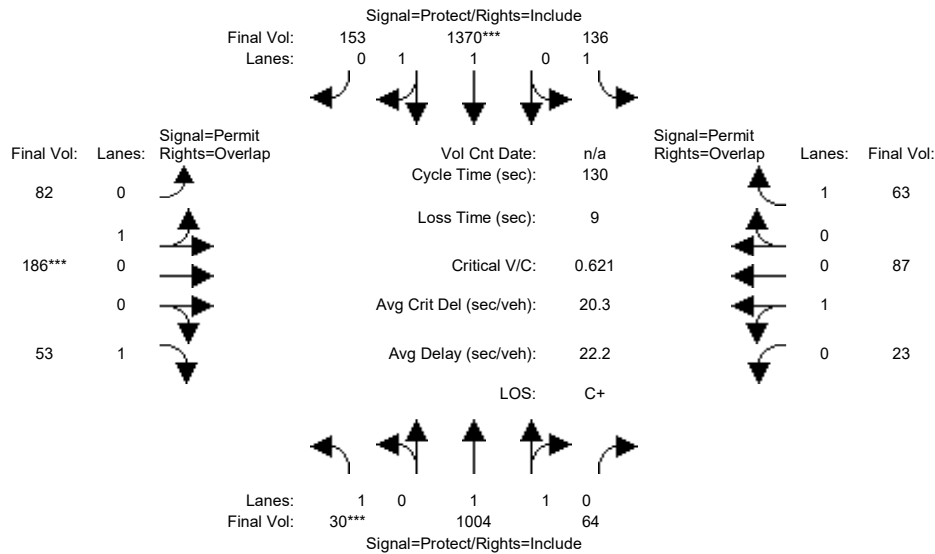 Signal=Protect/Rights=Include
Final Vol: 153 1370*** 136
Lanes: 0 1 1 0 1
Signal=Permit
Final Vol: Lanes: Rights=Overlap
Vol Cnt Date: n/a
Signal=Permit
Rights=Overlap Lanes: Final Vol:
Cycle Time (sec): 130
82 0
1 63
Loss Time (sec): 9
1
0
186*** 0
Critical V/C: 0.621
0 87
0
Avg Crit Del (sec/veh): 20.3
1
53 1
Avg Delay (sec/veh): 22.2
0 23
LOS: C+
Lanes: 1 0 1 1 0
Final Vol: 30*** 1004 64
Signal=Protect/Rights=Include